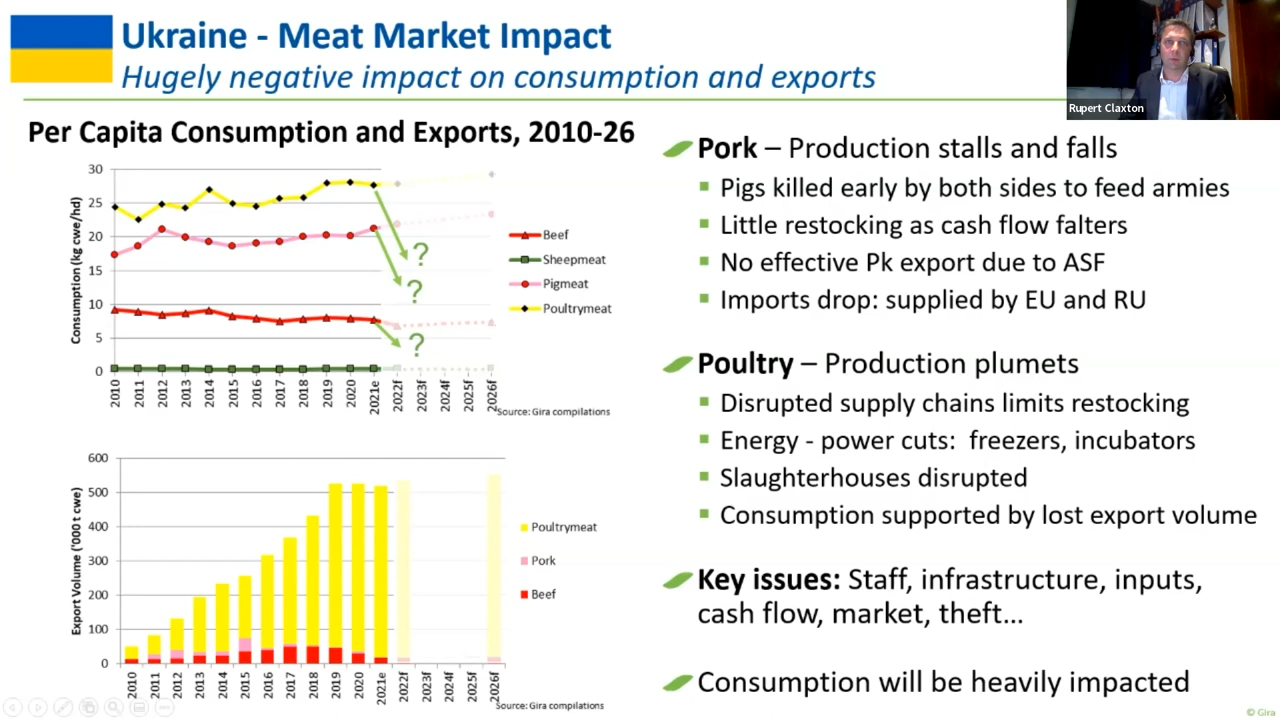 Ukraine - Meat Market Impact
Hugely negative impact on consumption and exports
Rupert Claxton
Per Capita Consumption and Exports, 2010-26
Consumption (kg cwe/hd)
30
25
20
15
10
5
0
2010
2011
2012
2013
2014
2015
2016
2017
2018
2019
2020
2021e
2022f
2023f
2024f
2025f
2026f
?
?
?
Beef
Sheepmeat
Pigmeat
Poultrymeat
Source: Gira compilations
Export Volume ('000 t cwe)
600
500
400
300
200
100
0
2010
2011
2012
2013
2014
2015
2016
2017
2018
2019
2020
2021e
2022f
2023f
2024f
2025f
2026f
Poultrymeat
Pork
Beef
Source: Gira compilations
Pork – Production stalls and falls
Pigs killed early by both sides to feed armies
Little restocking as cash flow falters
No effective Pk export due to ASF
Imports drop: supplied by EU and RU
Poultry – Production plumets
Disrupted supply chains limits restocking
Energy - power cuts: freezers, incubators
Slaughterhouses disrupted
Consumption supported by lost export volume
Key issues: Staff, infrastructure, inputs,
cash flow, market, theft...
Consumption will be heavily impacted
© Gira